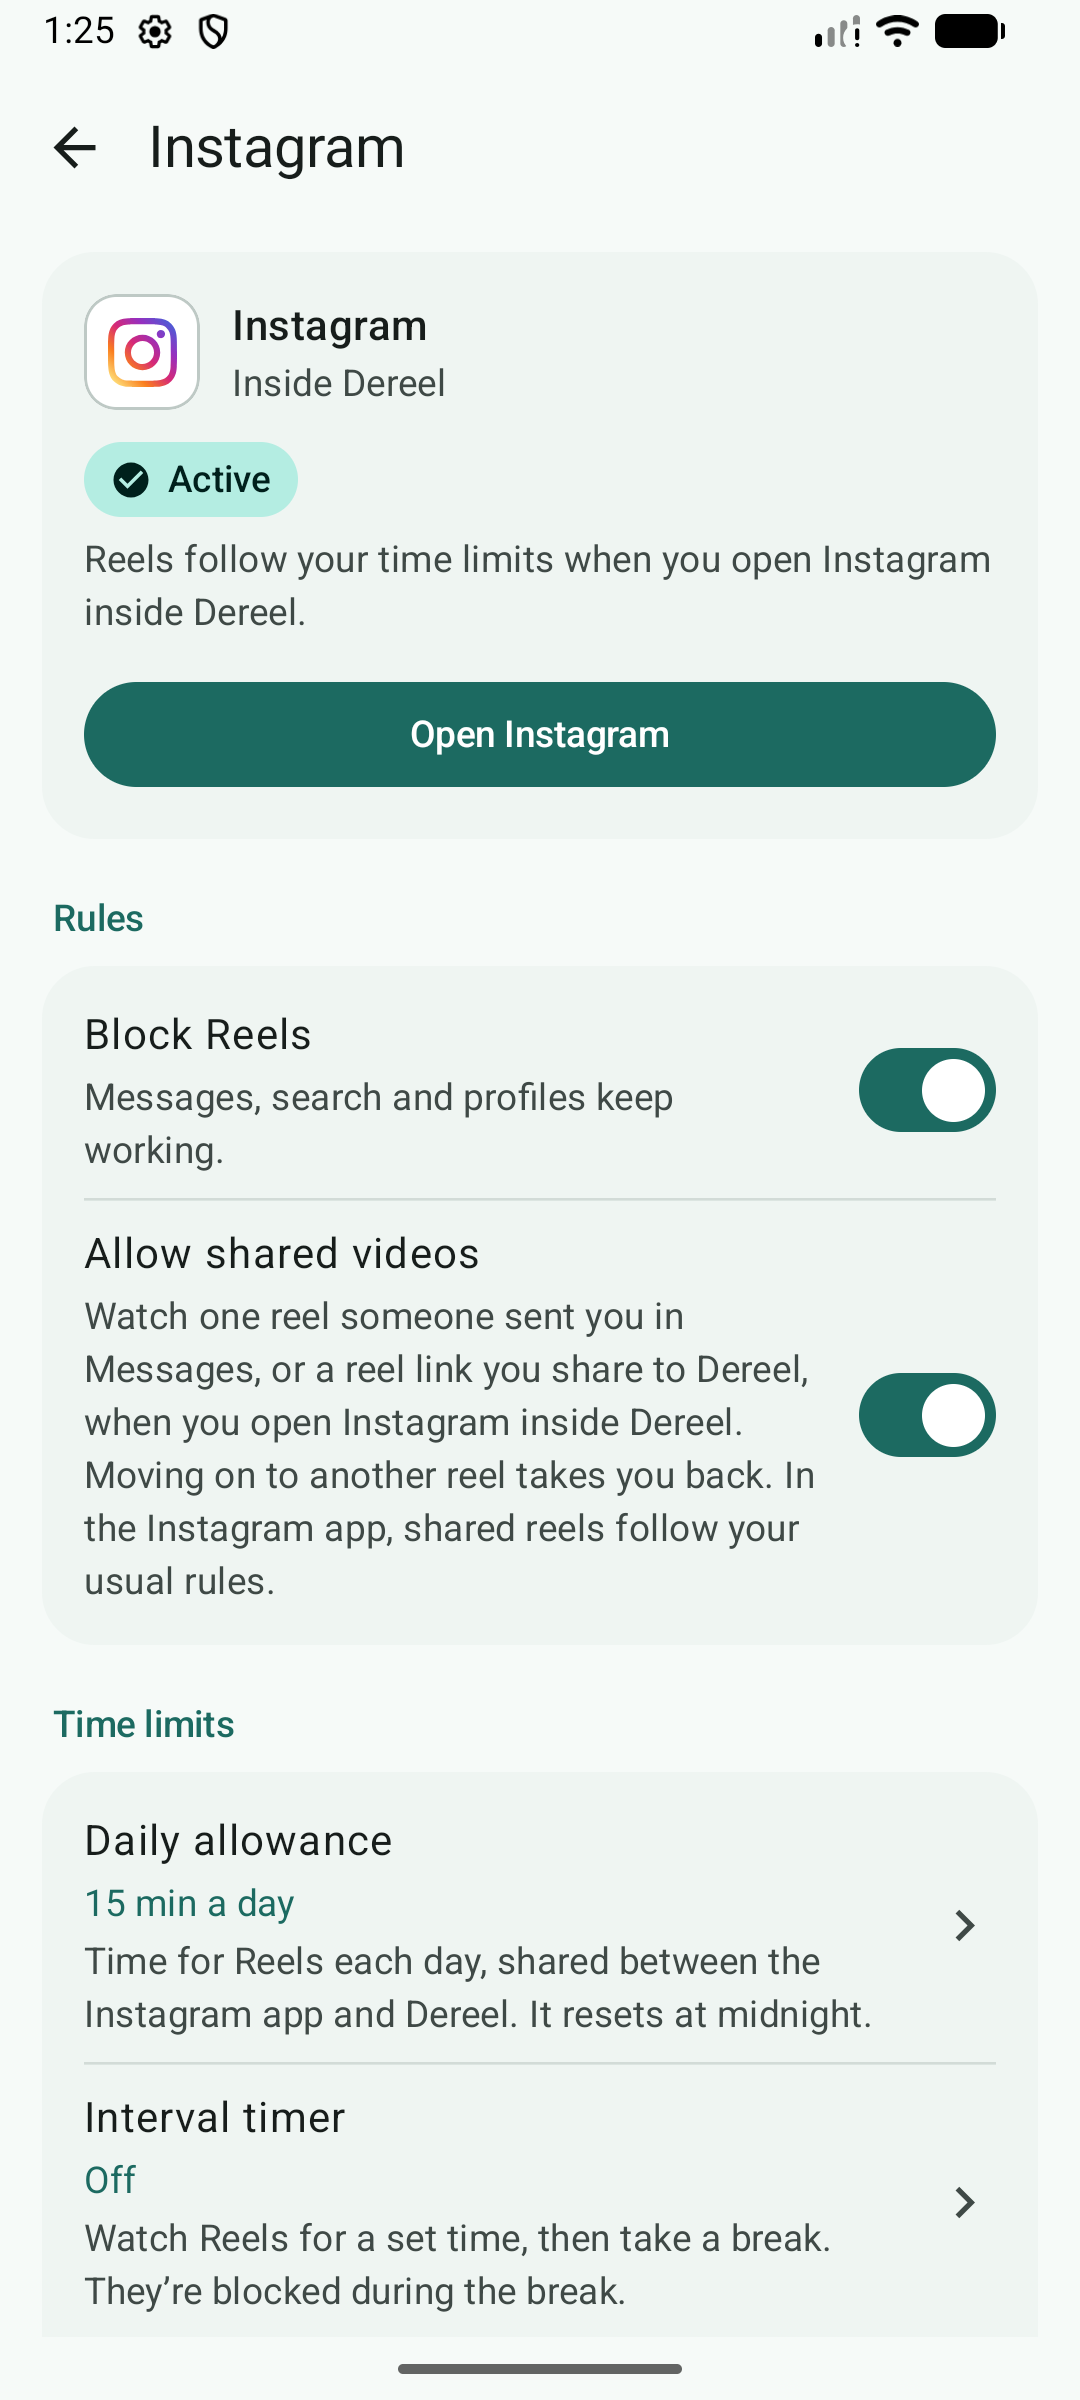 1:25
Instagram
Instagram
Inside Dereel
Active
Reels follow your time limits when you open Instagram
inside Dereel.
Open Instagram
Rules
Block Reels
Messages, search and profiles keep
working.
Allow shared videos
Watch one reel someone sent you in
Messages, or a reel link you share to Dereel,
when you open Instagram inside Dereel.
Moving on to another reel takes you back. In
the Instagram app, shared reels follow your
usual rules.
Time limits
Daily allowance
15 min a day
Time for Reels each day, shared between the
Instagram app and Dereel. It resets at midnight.
Interval timer
Off
Watch Reels for a set time, then take a break.
They’re blocked during the break.